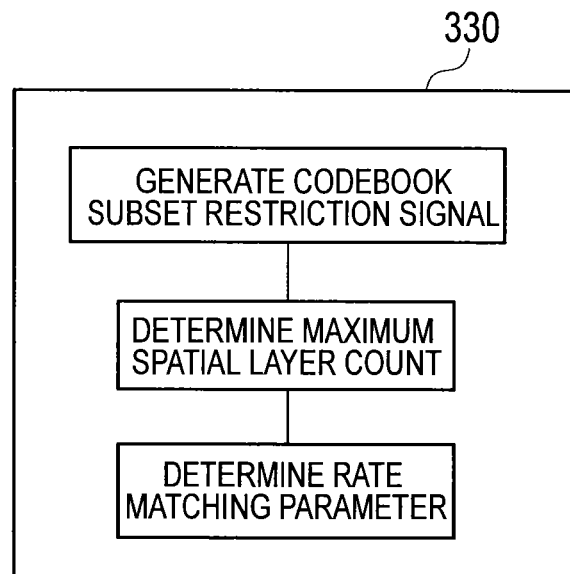 330
GENERATE CODEBOOK
SUBSET RESTRICTION SIGNAL
DETERMINE MAXIMUM
SPATIAL LAYER COUNT
DETERMINE RATE
MATCHING PARAMETER